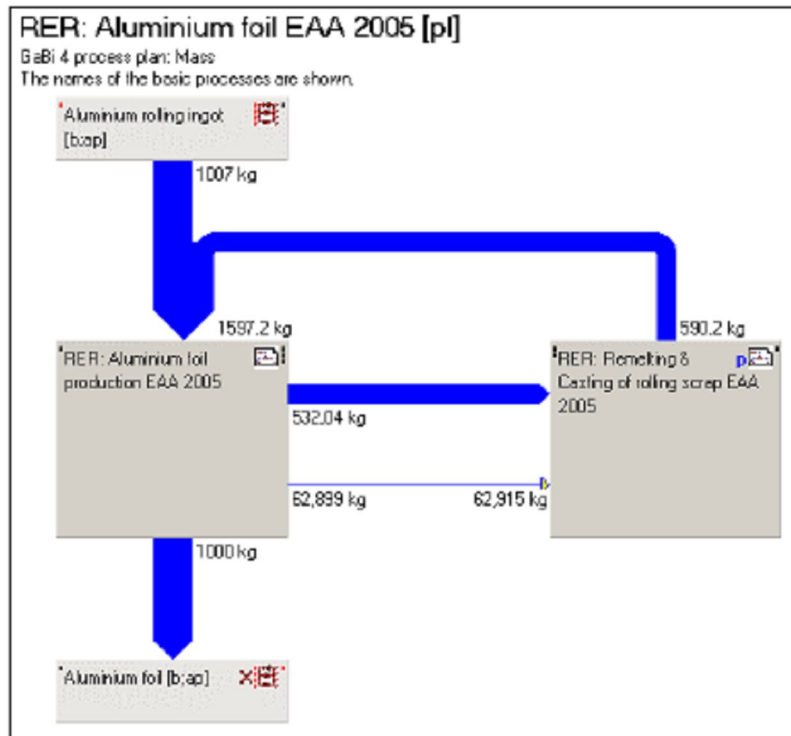 RER: Aluminium foil EAA 2005 [pl]
GaBi 4 process plan: Mass
The names of the basic processes are shown.
Aluminium rolling ingot
[b;ap]
1007 kg
1597.2 kg
590.2 kg
RER: Aluminium foil
production EAA 2005
RER: Remelting & p
Casting of rolling scrap EAA
2005
532.04 kg
62,899 kg
62,915 kg
1000 kg
Aluminium foil [b;ap] X